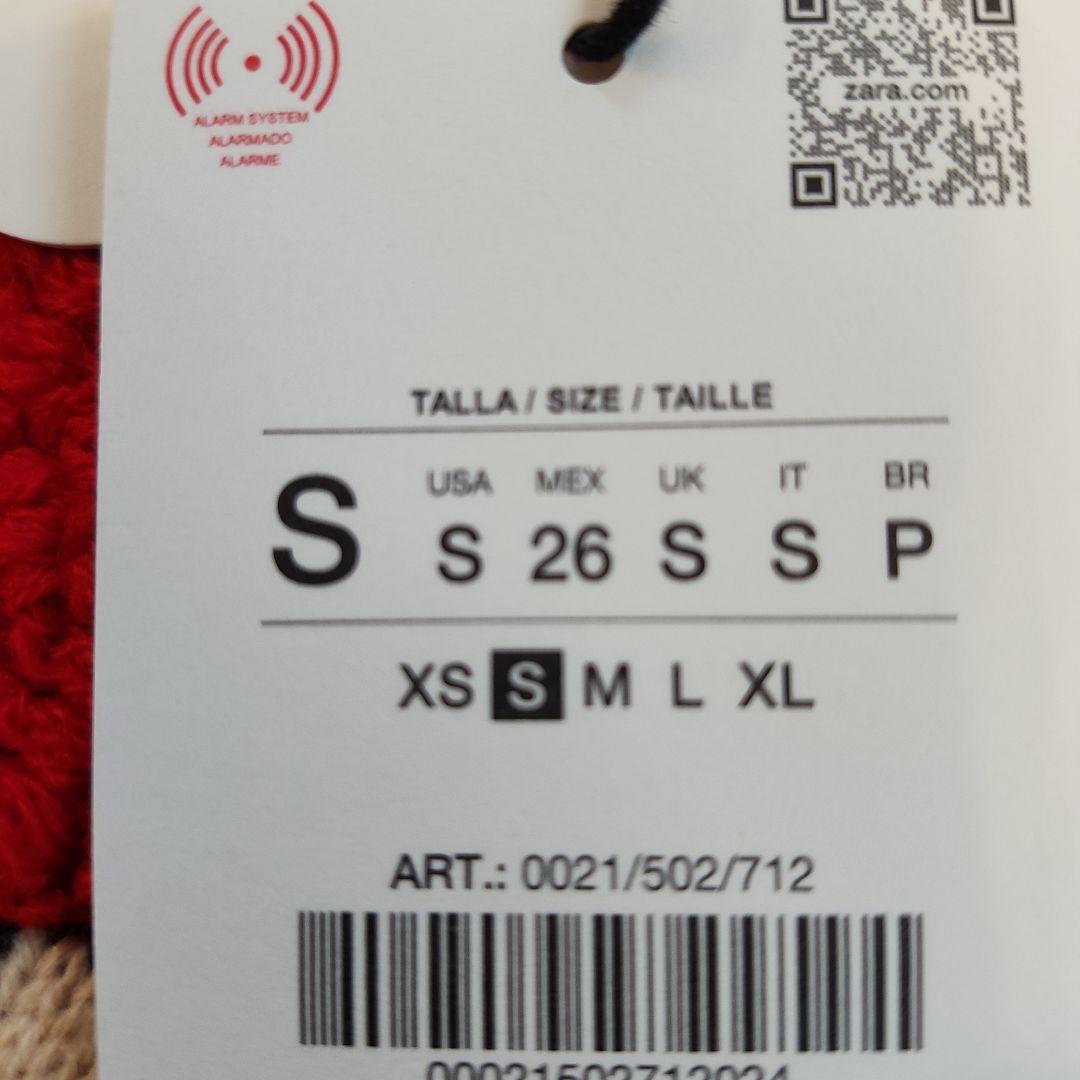 ALARM SYSTEM
ALARMADO
ALARME
zara.com
TALLA / SIZE / TAILLE
S
USA MEX UK IT BR
S 26 S S P
XS S M L XL
ART.: 0021/502/712
00021502712024